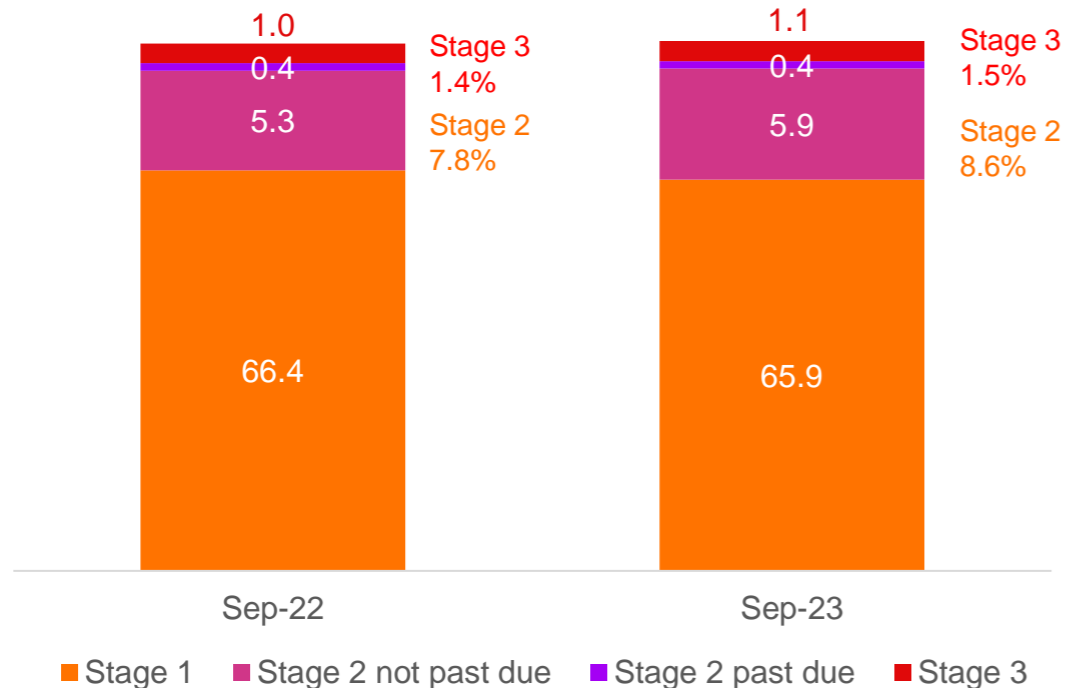 1.0
0.4
5.3
66.4
Stage 3
1.4%
Stage 2
7.8%
1.1
0.4
5.9
65.9
Stage 3
1.5%
Stage 2
8.6%
Sep-22
Sep-23
Stage 1 Stage 2 not past due Stage 2 past due Stage 3